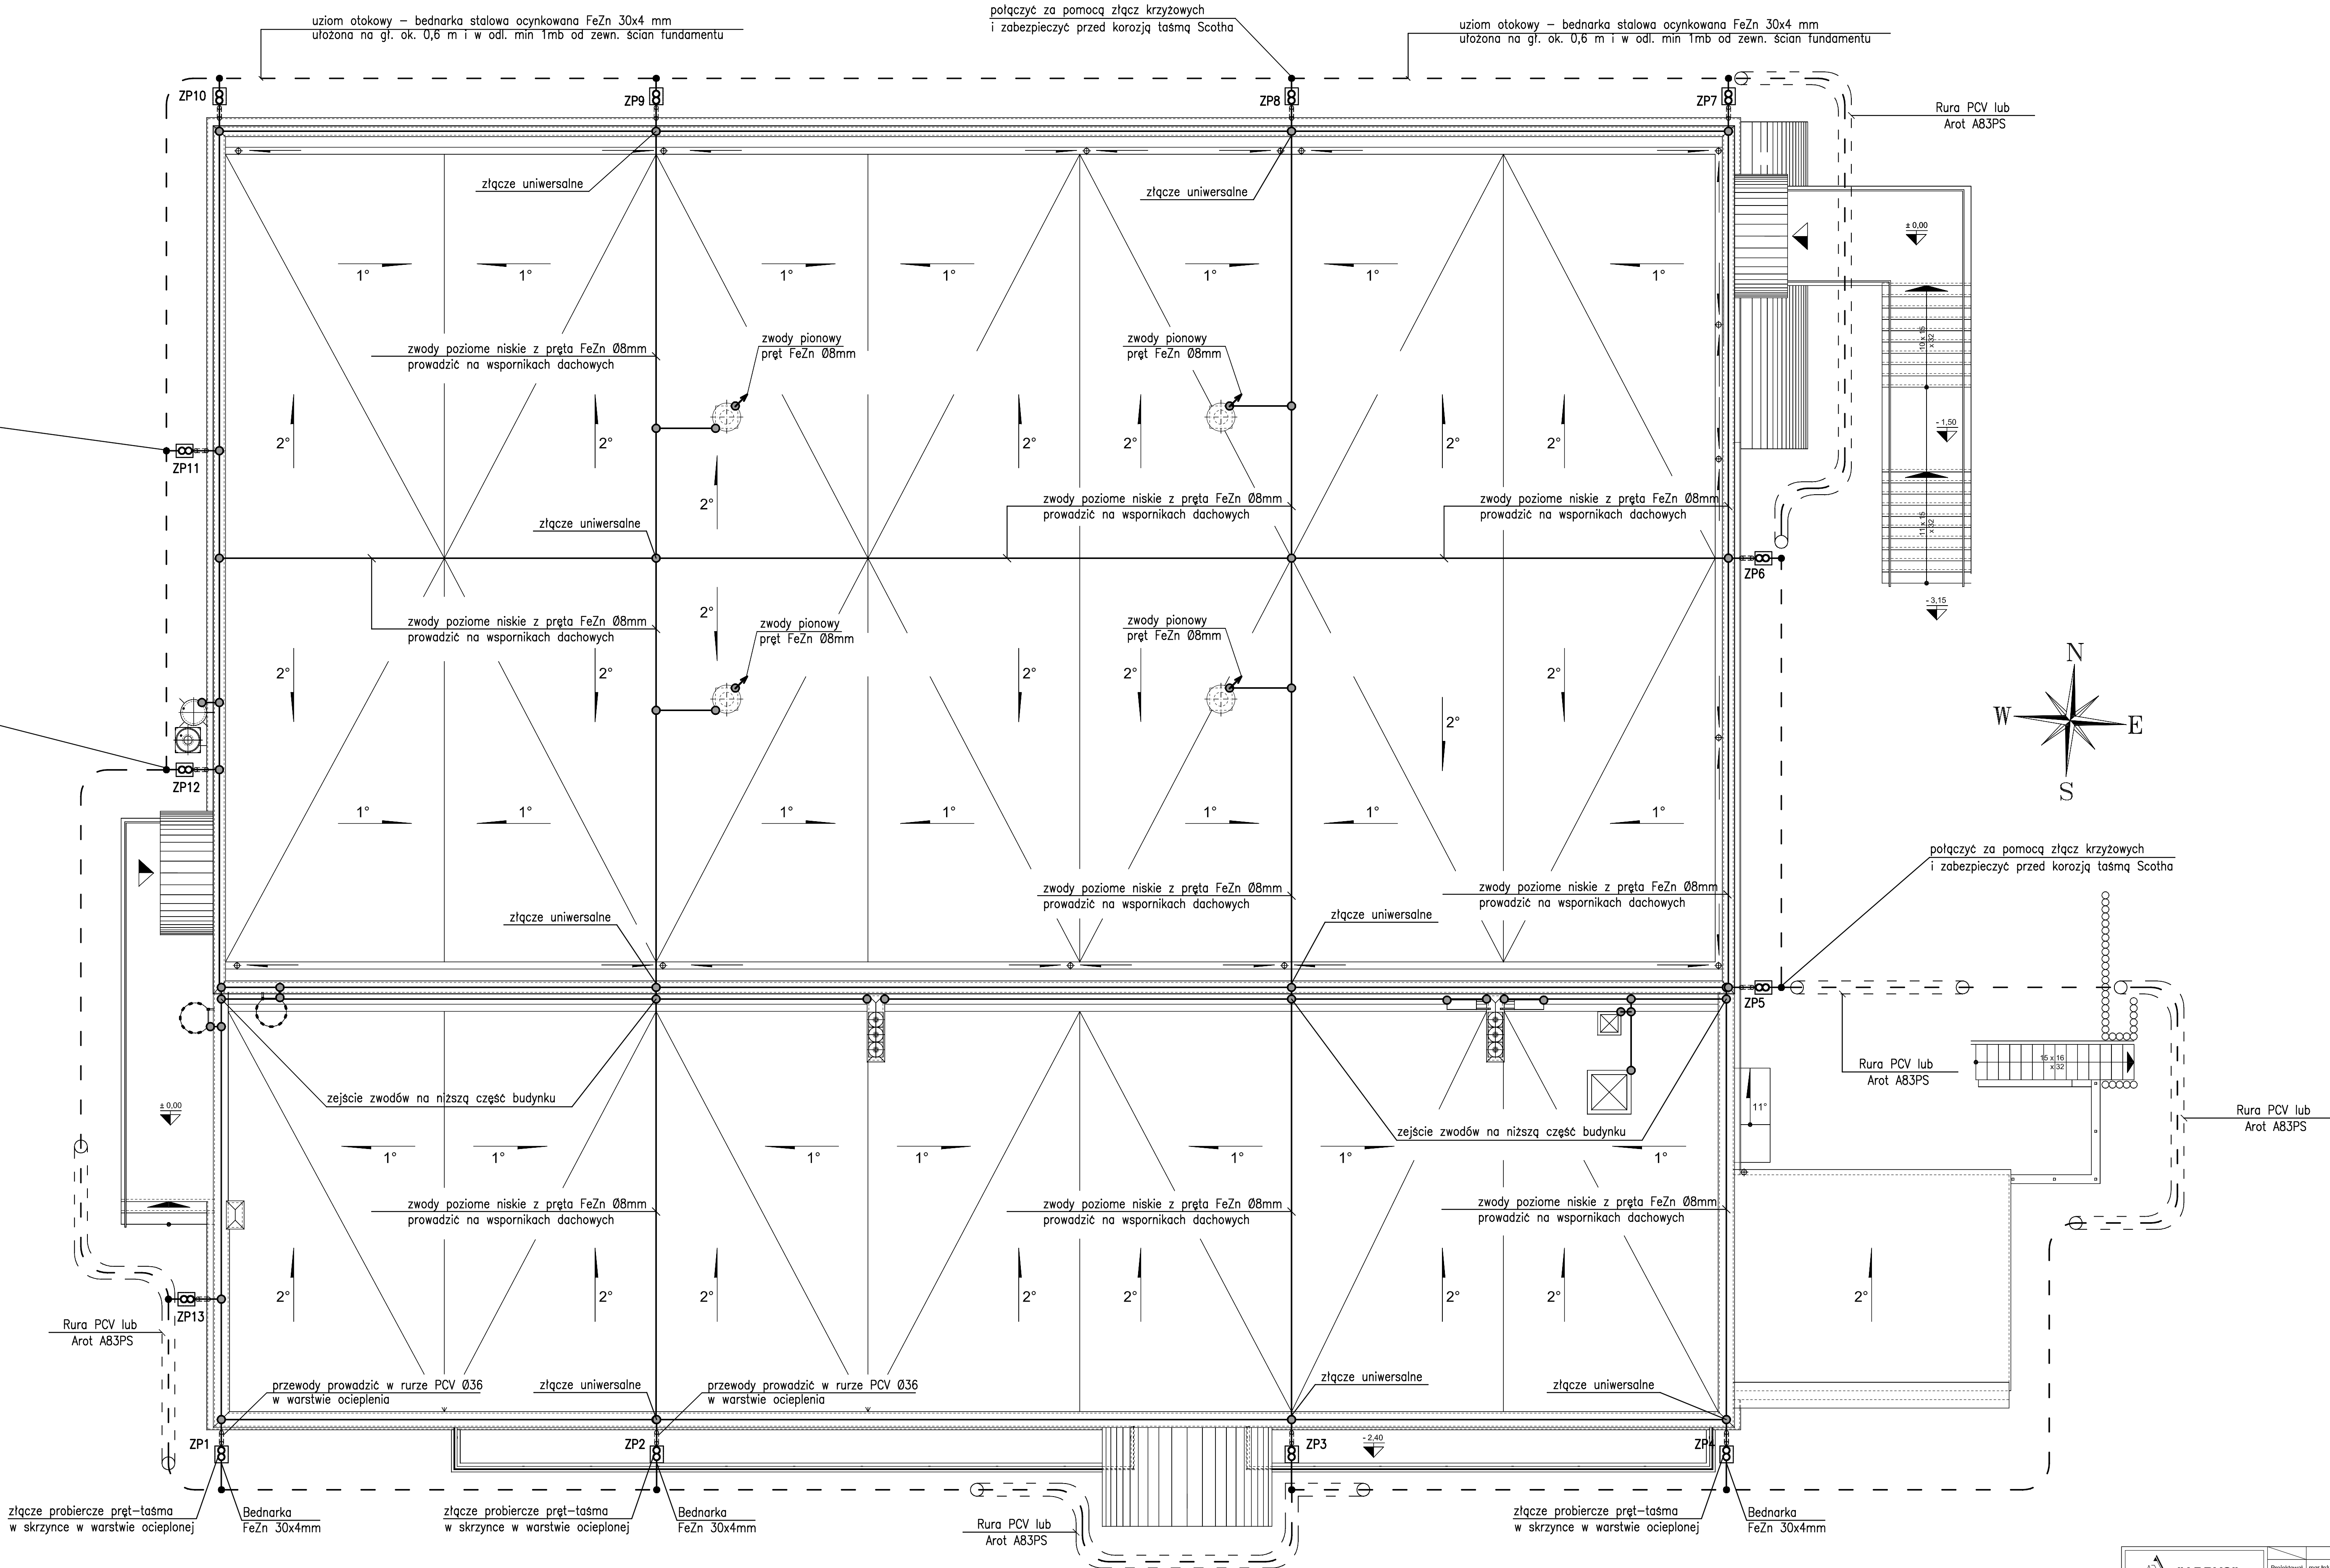 uziom otokowy – bednarka stalowa ocynkowana FeZn 30x4 mm
ułożona na gł. ok. 0,6 m i w odl. min 1mb od zewn. ścian fundamentu
połączyć za pomocą złącz krzyżowych
i zabezpieczyć przed korozją taśmą Scotha
uziom otokowy – bednarka stalowa ocynkowana FeZn 30x4 mm
ułożona na gł. ok. 0,6 m i w odl. min 1mb od zewn. ścian fundamentu
ZP10
ZP9
ZP8
ZP7
Rura PCV lub
Arot A83PS
złącze uniwersalne
złącze uniwersalne
± 0,00
1°
1°
1°
1°
1°
1°
1°
10 x 15
x 32
zwody poziome niskie z pręta FeZn Ø8mm
prowadzić na wspornikach dachowych
zwody pionowy
pręt FeZn Ø8mm
zwody pionowy
pręt FeZn Ø8mm
- 1,50
2°
2°
2°
2°
2°
2°
ZP11
2°
zwody poziome niskie z pręta FeZn Ø8mm
prowadzić na wspornikach dachowych
zwody poziome niskie z pręta FeZn Ø8mm
prowadzić na wspornikach dachowych
złącze uniwersalne
11 x 15
x 32
ZP6
- 3,15
2°
zwody poziome niskie z pręta FeZn Ø8mm
prowadzić na wspornikach dachowych
zwody pionowy
pręt FeZn Ø8mm
zwody pionowy
pręt FeZn Ø8mm
N
W
E
S
2°
2°
2°
2°
2°
2°
ZP12
1°
1°
1°
1°
1°
1°
1°
połączyć za pomocą złącz krzyżowych
i zabezpieczyć przed korozją taśmą Scotha
zwody poziome niskie z pręta FeZn Ø8mm
prowadzić na wspornikach dachowych
zwody poziome niskie z pręta FeZn Ø8mm
prowadzić na wspornikach dachowych
złącze uniwersalne
złącze uniwersalne
ZP5
15 x 16
x 32
Rura PCV lub
Arot A83PS
zejście zwodów na niższą część budynku
± 0,00
11°
Rura PCV lub
Arot A83PS
zejście zwodów na niższą część budynku
1°
1°
1°
1°
1°
1°
1°
zwody poziome niskie z pręta FeZn Ø8mm
prowadzić na wspornikach dachowych
zwody poziome niskie z pręta FeZn Ø8mm
prowadzić na wspornikach dachowych
zwody poziome niskie z pręta FeZn Ø8mm
prowadzić na wspornikach dachowych
2°
2°
2°
2°
2°
2°
2°
2°
ZP13
Rura PCV lub
Arot A83PS
przewody prowadzić w rurze PCV Ø36
w warstwie ocieplenia
złącze uniwersalne
przewody prowadzić w rurze PCV Ø36
w warstwie ocieplenia
złącze uniwersalne
złącze uniwersalne
ZP1
ZP2
ZP3
- 2,40
ZP4
złącze probiercze pręt–taśma
w skrzynce w warstwie ocieplonej
Bednarka
FeZn 30x4mm
złącze probiercze pręt–taśma
w skrzynce w warstwie ocieplonej
Bednarka
FeZn 30x4mm
Rura PCV lub
Arot A83PS
złącze probiercze pręt–taśma
w skrzynce w warstwie ocieplonej
Bednarka
FeZn 30x4mm